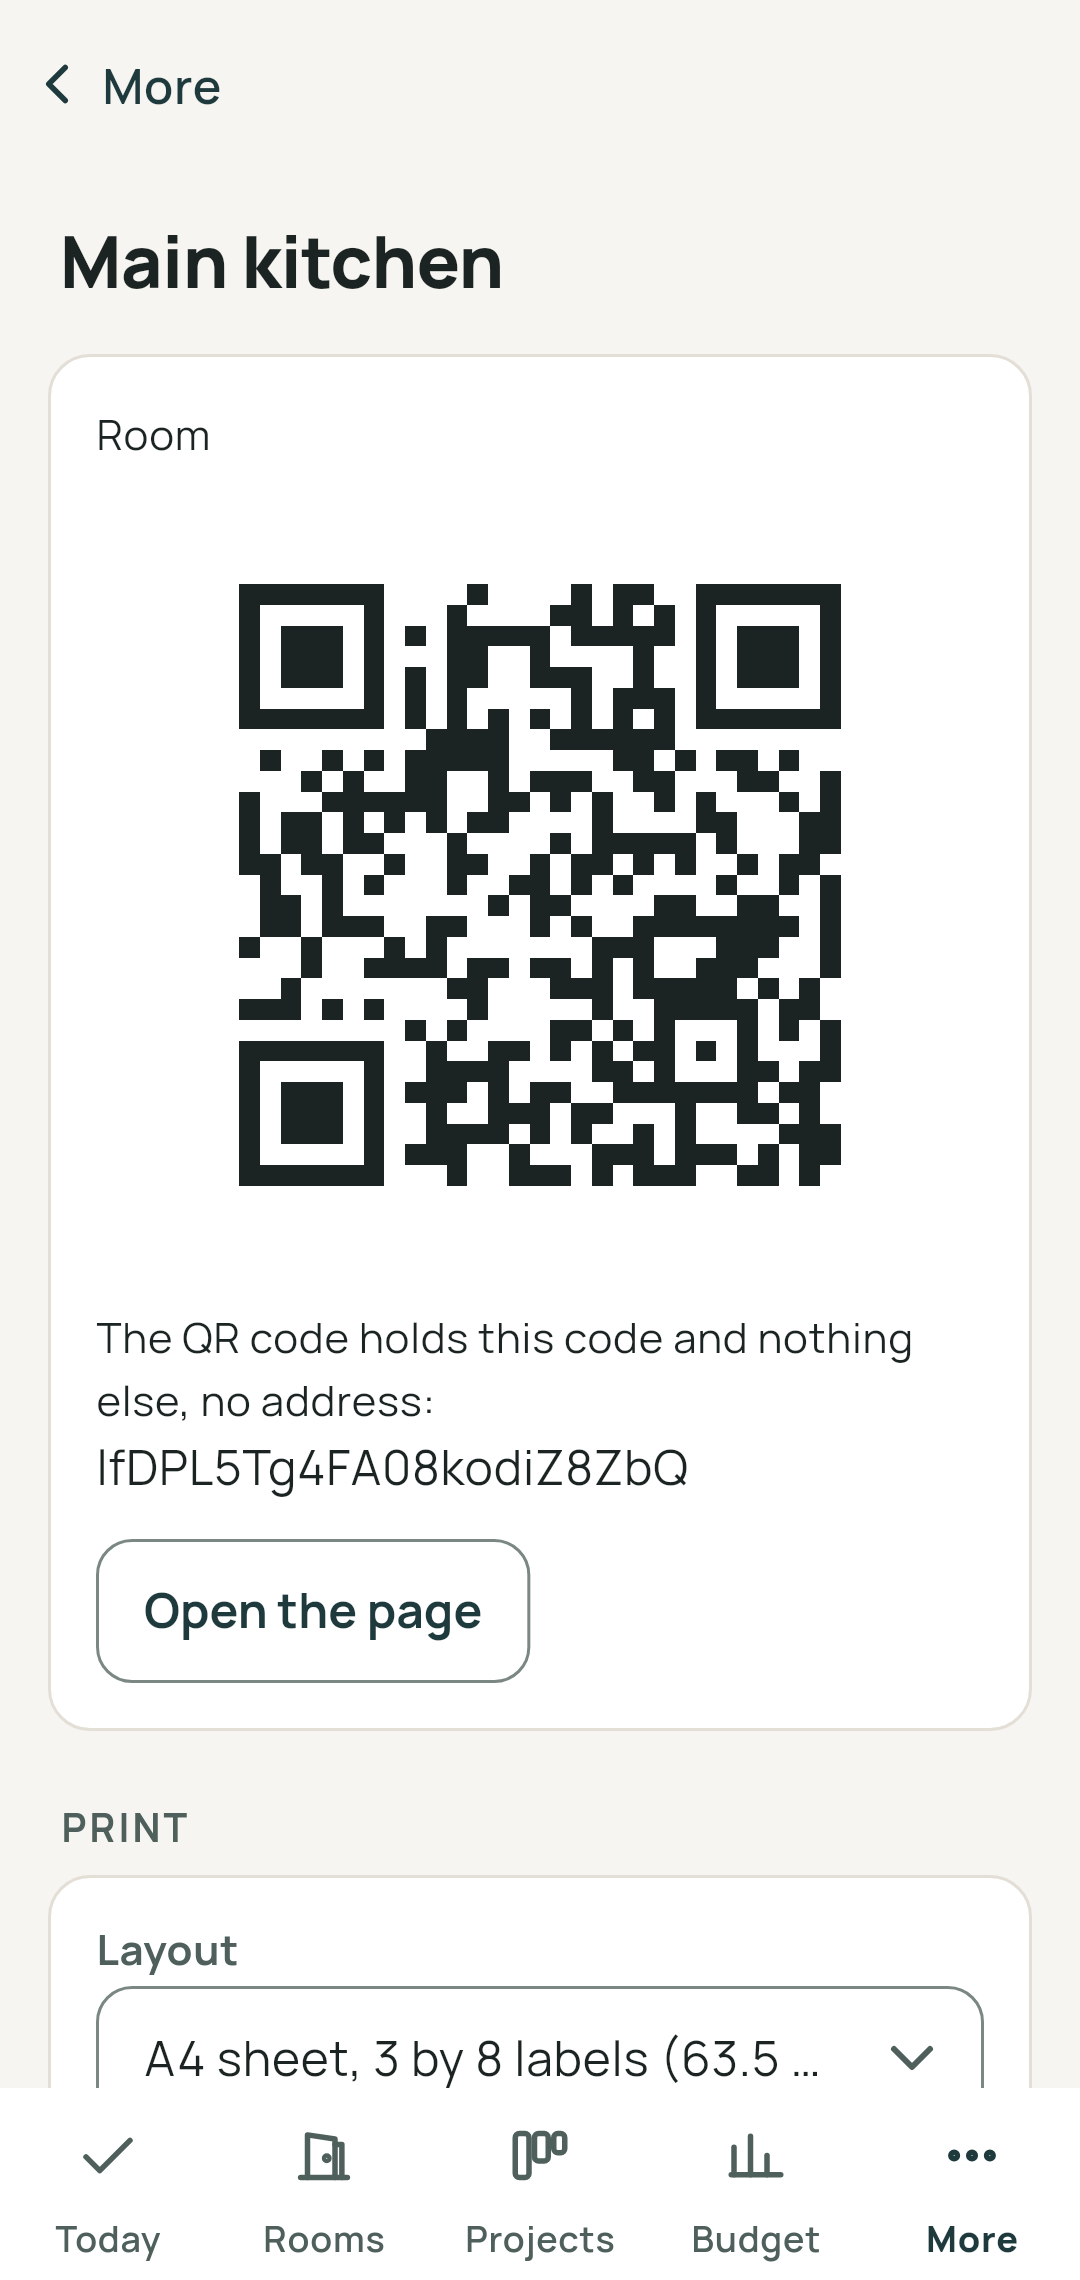 More
Main kitchen
Room
The QR code holds this code and nothing
else, no address:
lfDPL5Tg4FA08kodiZ8ZbQ
Open the page
PRINT
Layout
A4 sheet, 3 by 8 labels (63.5 ...
Today
Rooms
Projects
Budget
More